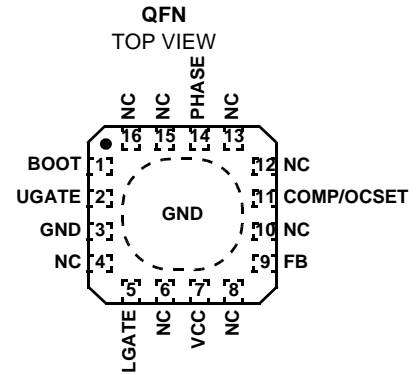 QFN
TOP VIEW
NC
NC
PHASE
NC
16 15 14 13
BOOT 1 12 NC
UGATE 2 11 COMP/OCSET
GND
GND 3 10 NC
NC 4 9 FB
5 6 7 8
LGATE
NC
VCC
NC